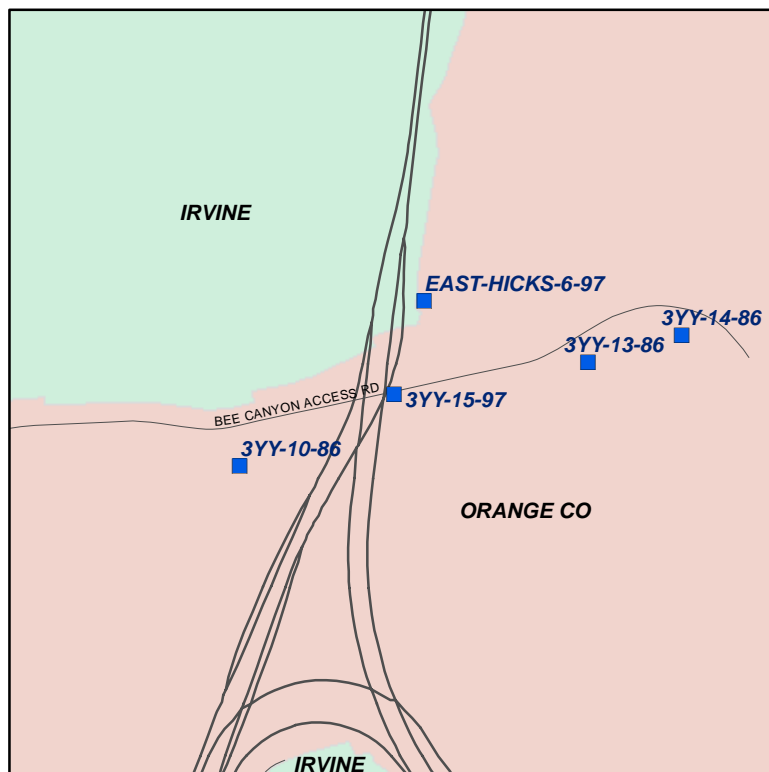 IRVINE
EAST-HICKS-6-97
3YY-14-86
3YY-13-86
BEE CANYON ACCESS RD
3YY-15-97
3YY-10-86
ORANGE CO
IRVINE